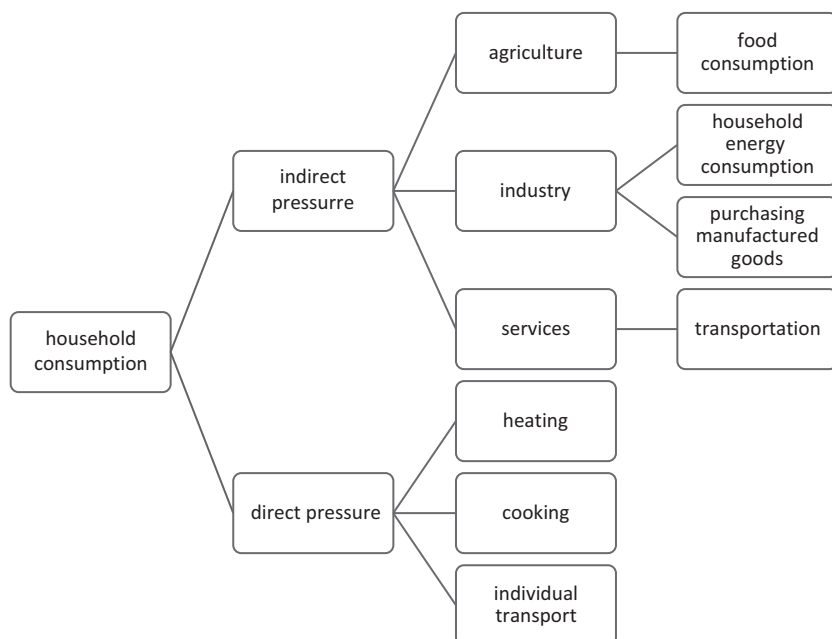 agriculture
food
consumption
household
energy
consumption
indirect
pressurre
industry
purchasing
manufactured
goods
household
consumption
services
transportation
heating
direct pressure
cooking
individual
transport